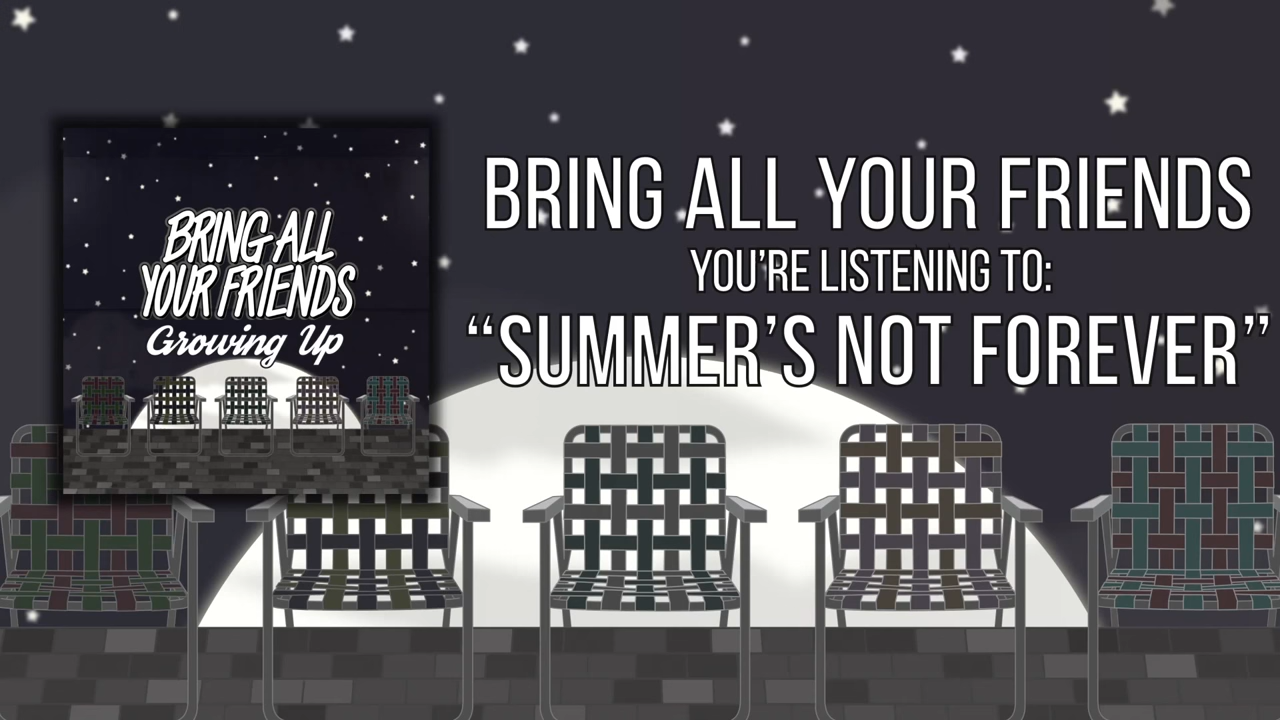 BRING ALL
YOUR FRIENDS
Growing Up
BRING ALL YOUR FRIENDS
YOU’RE LISTENING TO:
“SUMMER’S NOT FOREVER”